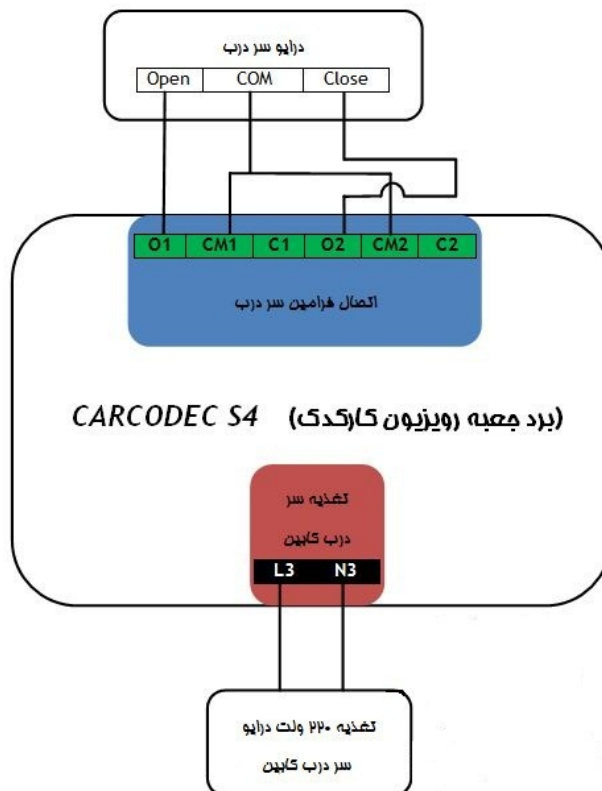 درایو سر درب
Open COM Close
O1 CM1 C1 O2 CM2 C2
اتصال فرامین سر درب
CARCODEC S4 (برد جعبه رویزیون کارکدک)
تغذیه سر
درب کابین
L3 N3
تغذیه ۲۲۰ ولت درایو
سر درب کابین